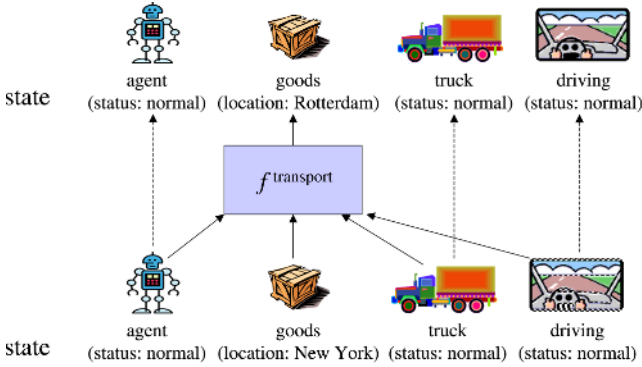 agent goods truck driving
state (status: normal) (location: Rotterdam) (status: normal) (status: normal)
f transport
agent goods truck driving
state (status: normal) (location: New York) (status: normal) (status: normal)